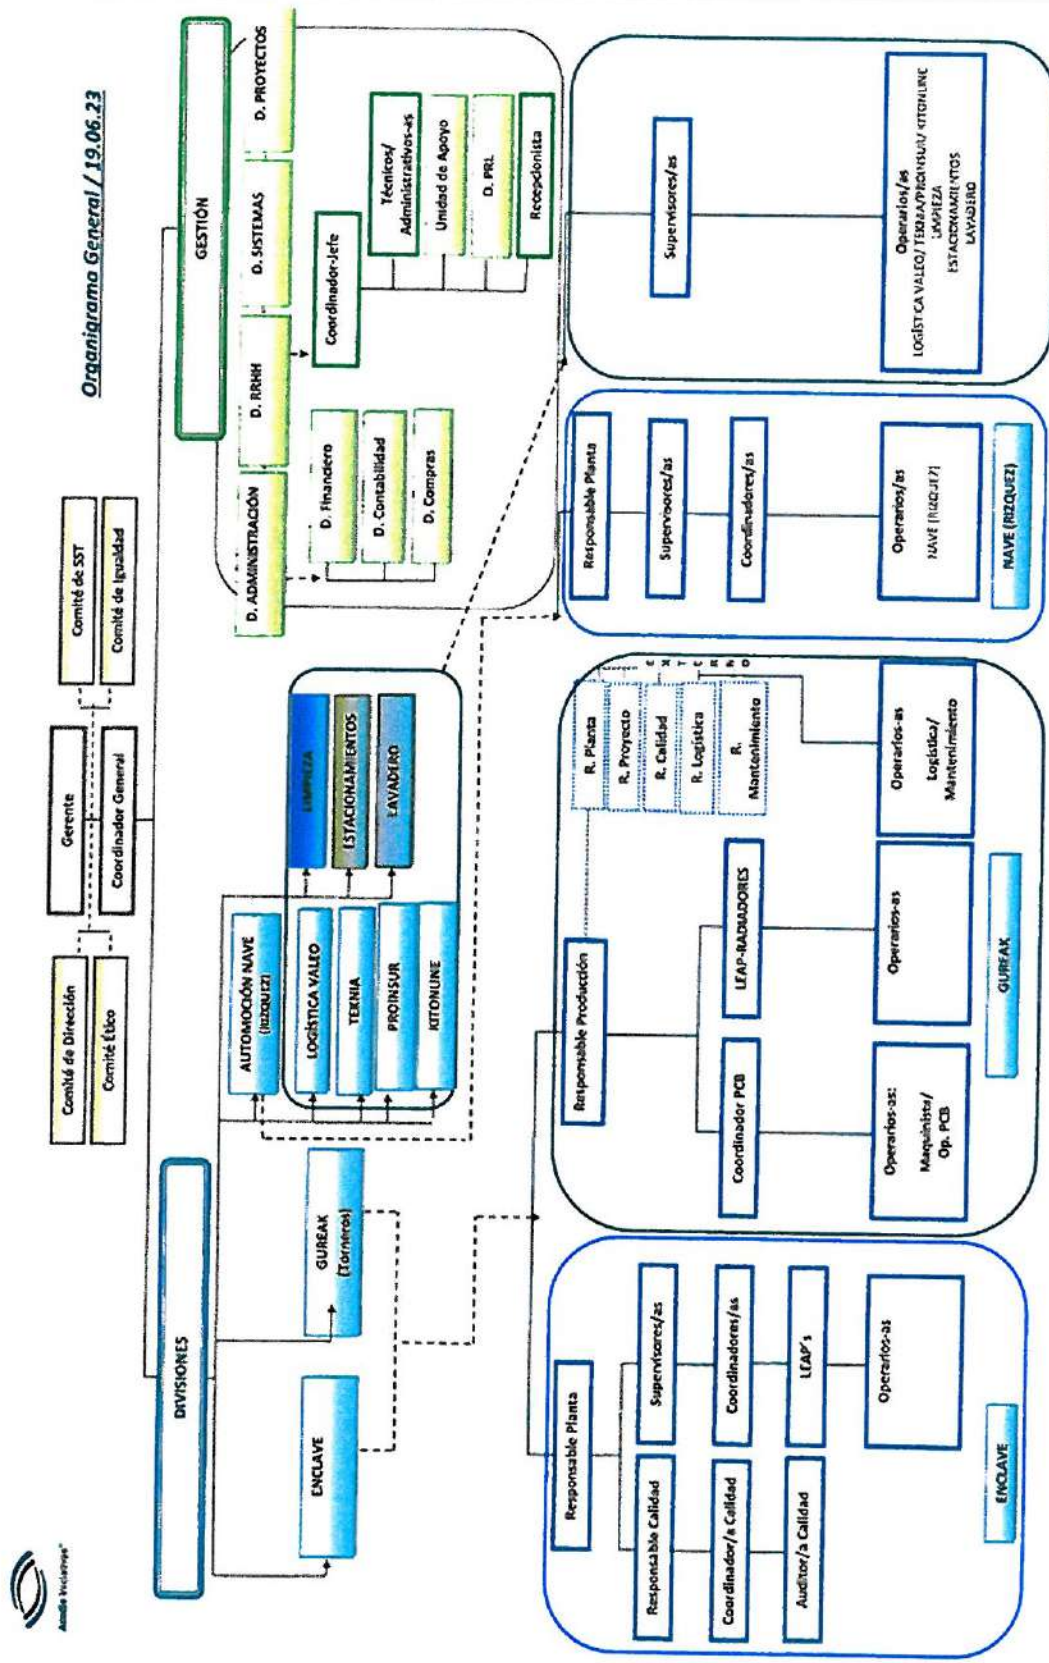 Organigrama General / 19.06.23
Comité de Dirección
Comité Ético
Gerente
Coordinador General
Comité de SST
Comité de Igualdad
DIVISIONES
GESTIÓN
ENCLAVE
GUREAK
(Torneros)
AUTOMOCIÓN NAVE
(RIZQUEZ)
LOGÍSTICA VALEO
TEKNIA
PROINSUR
KITONLINE
LIMPIEZA
ESTACIONAMIENTOS
LAVADERO
D. ADMINISTRACIÓN
D. RRHH
D. SISTEMAS
D. PROYECTOS
D. Financiero
D. Contabilidad
D. Compras
Coordinador-Jefe
Técnicos/
Administrativos-as
Unidad de Apoyo
D. PRL
Recepcionista
Responsable Planta
Responsable Calidad
Coordinador/a Calidad
Auditor/a Calidad
Supervisores/as
Coordinadores/as
LEAP's
Operarios-as
ENCLAVE
Responsable Producción
Coordinador PCB
LEAP-RADIADORES
Operarios-as:
Maquinista/
Op. PCB
Operarios-as
R. Planta
R. Proyecto
R. Calidad
R. Logística
R.
Mantenimiento
Operarios-as
Logística/
Mantenimiento
GUREAK
Responsable Planta
Supervisores/as
Coordinadores/as
Operarios/as
NAVE (RIZQUEZ)
NAVE (RIZQUEZ)
Supervisores/as
Operarios/as
LOGÍSTICA VALEO/ TEKNIA/PROINSUR/ KITONLINE
LIMPIEZA
ESTACIONAMIENTOS
LAVADERO